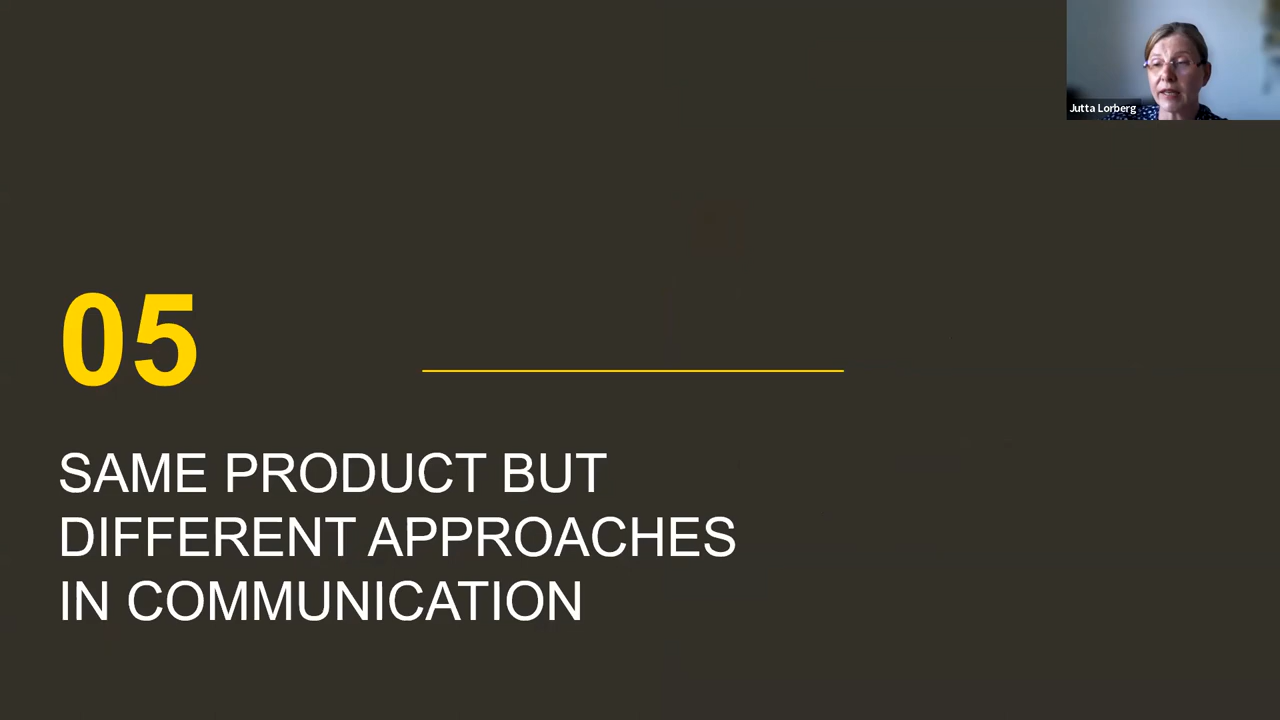 Jutta Lorberg
05
SAME PRODUCT BUT
DIFFERENT APPROACHES
IN COMMUNICATION